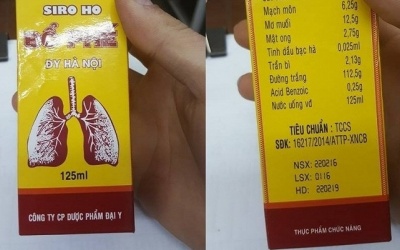 SIRO HO
BỔ PHẾ
ĐY HÀ NỘI
125ml
CÔNG TY CP DƯỢC PHẨM ĐẠI Y
Mạch môn 6,25g
Mơ muối 12,5g
Mật ong 2,75g
Tinh dầu bạc hà 0,025ml
Trần bì 2,13g
Đường trắng 112,5g
Acid Benzoic 0,25g
Nước uống vđ 125ml
TIÊU CHUẨN : TCCS
SĐK: 16217/2014/ATTP-XNCB
NSX: 220216
LSX: 0116
HD: 220219
THỰC PHẨM CHỨC NĂNG